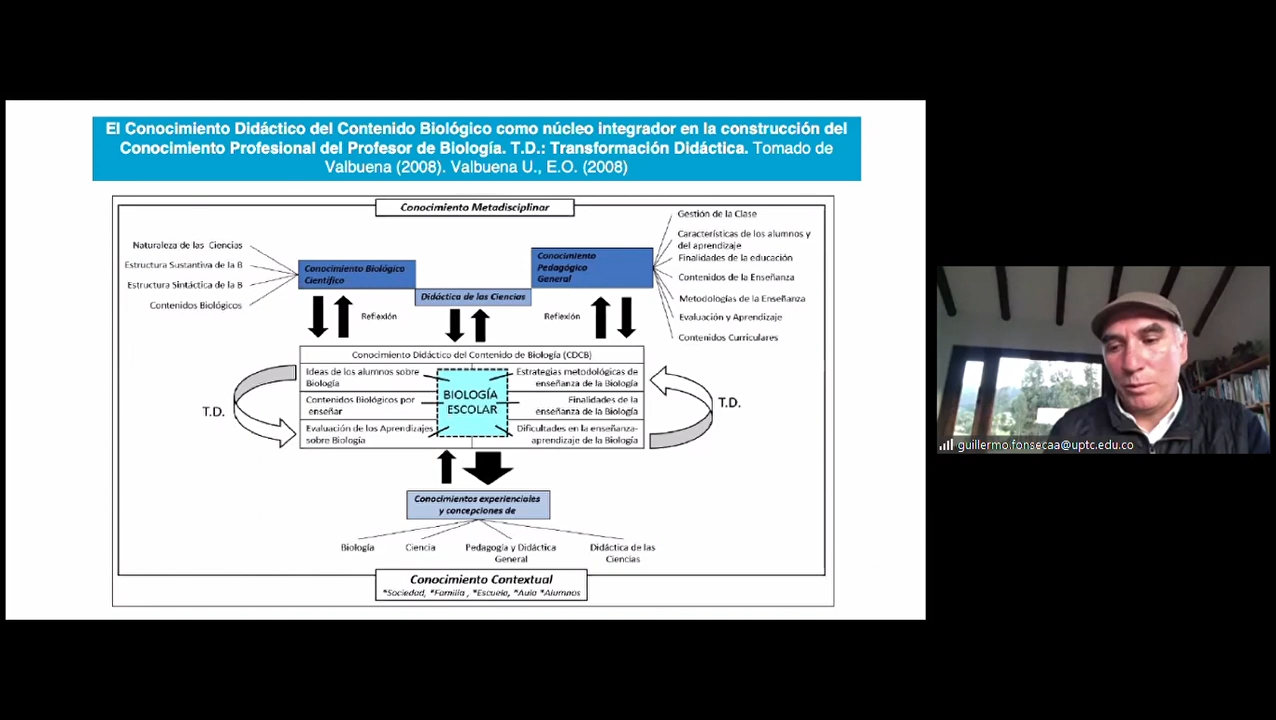 El Conocimiento Didáctico del Contenido Biológico como núcleo integrador en la construcción del
Conocimiento Profesional del Profesor de Biología. T.D.: Transformación Didáctica. Tomado de
Valbuena (2008). Valbuena U., E.O. (2008)
Conocimiento Metadisciplinar
Naturaleza de las Ciencias
Estructura Sustantiva de la B
Estructura Sintáctica de la B
Contenidos Biológicos
Conocimiento Biológico
Científico
Didáctica de las Ciencias
Conocimiento
Pedagógico
General
Gestión de la Clase
Características de los alumnos y
del aprendizaje
Finalidades de la educación
Contenidos de la Enseñanza
Metodologías de la Enseñanza
Evaluación y Aprendizaje
Contenidos Curriculares
Reflexión
Reflexión
Conocimiento Didáctico del Contenido de Biología (CDCB)
Ideas de los alumnos sobre
Biología
Contenidos Biológicos por
enseñar
Evaluación de los Aprendizajes
sobre Biología
BIOLOGÍA
ESCOLAR
Estrategias metodológicas de
enseñanza de la Biología
Finalidades de la
enseñanza de la Biología
Dificultades en la enseñanza-
aprendizaje de la Biología
T.D.
T.D.
Conocimientos experienciales
y concepciones de
Biología
Ciencia
Pedagogía y Didáctica
General
Didáctica de las
Ciencias
Conocimiento Contextual
*Sociedad, *Familia , *Escuela, *Aula *Alumnos
guillermo.fonsecaa@uptc.edu.co